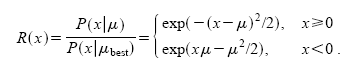 R(x) = P(x|μ) / P(x|μ_best) = { exp(−(x−μ)²/2), x⩾0
exp(xμ−μ²/2), x<0 .